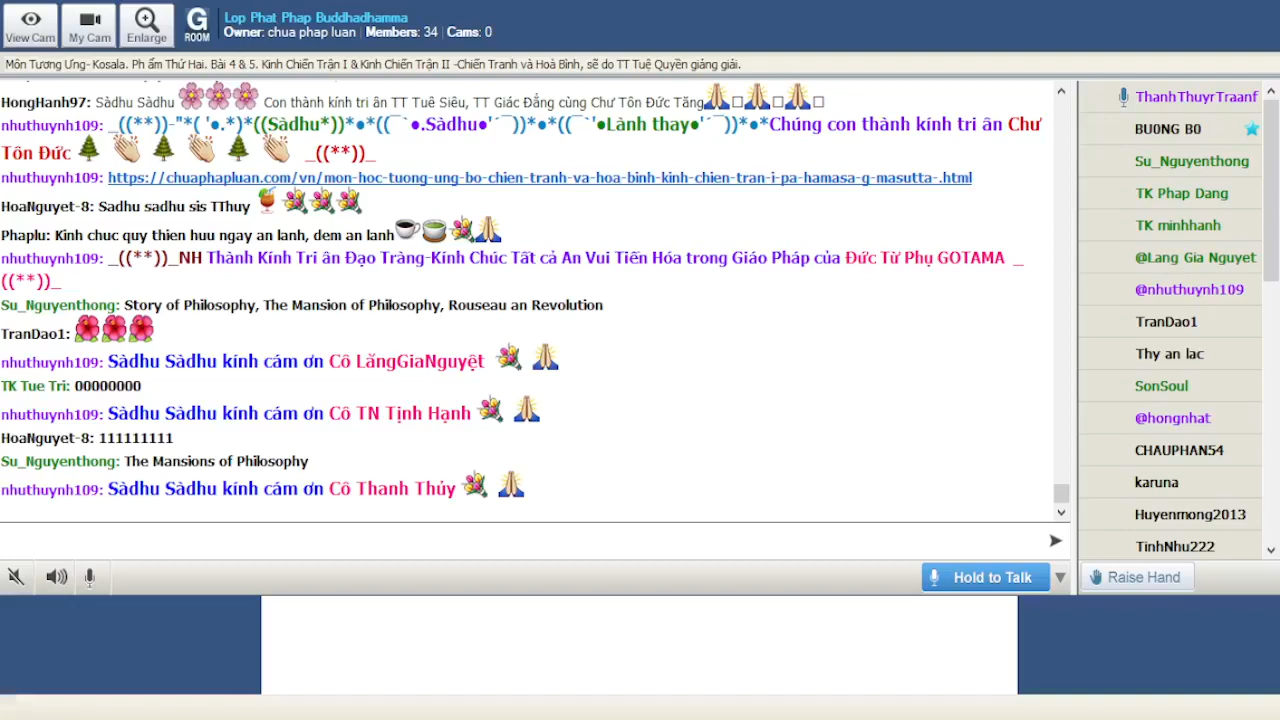 View Cam
My Cam
Enlarge
G
ROOM
Lop Phat Phap Buddhadhamma
Owner: chua phap luan | Members: 34 | Cams: 0
Môn Tương Ưng- Kosala. Ph ẩm Thứ Hai. Bài 4 & 5. Kinh Chiến Trận I & Kinh Chiến Trận II -Chiến Tranh và Hoà Bình, sẽ do TT Tuệ Quyền giảng giải.
HongHanh97: Sàdhu Sàdhu Con thành kính tri ân TT Tuê Siêu, TT Giác Đẳng cùng Chư Tôn Đức Tăng
nhuthuynh109: _((**))-"*( '●.*)*((Sàdhu*))*●*((¯`●.Sàdhu●'´¯))*●*((¯`'●Lành thay●'´¯))*●*Chúng con thành kính tri ân Chư
Tôn Đức _((**))_
nhuthuynh109: https://chuaphapluan.com/vn/mon-hoc-tuong-ung-bo-chien-tranh-va-hoa-binh-kinh-chien-tran-i-pa-hamasa-g-masutta-.html
HoaNguyet-8: Sadhu sadhu sis TThuy
Phaplu: Kinh chuc quy thien huu ngay an lanh, dem an lanh
nhuthuynh109: _((**))_NH Thành Kính Tri ân Đạo Tràng-Kính Chúc Tất cả An Vui Tiến Hóa trong Giáo Pháp của Đức Từ Phụ GOTAMA _
((**))_
Su_Nguyenthong: Story of Philosophy, The Mansion of Philosophy, Rouseau an Revolution
TranDao1:
nhuthuynh109: Sàdhu Sàdhu kính cám ơn Cô LăngGiaNguyệt
TK Tue Tri: 00000000
nhuthuynh109: Sàdhu Sàdhu kính cám ơn Cô TN Tịnh Hạnh
HoaNguyet-8: 111111111
Su_Nguyenthong: The Mansions of Philosophy
nhuthuynh109: Sàdhu Sàdhu kính cám ơn Cô Thanh Thủy
Hold to Talk
ThanhThuyrTraanf
BU0NG B0
Su_Nguyenthong
TK Phap Dang
TK minhhanh
@Lang Gia Nguyet
@nhuthuynh109
TranDao1
Thy an lac
SonSoul
@hongnhat
CHAUPHAN54
karuna
Huyenmong2013
TinhNhu222
Raise Hand